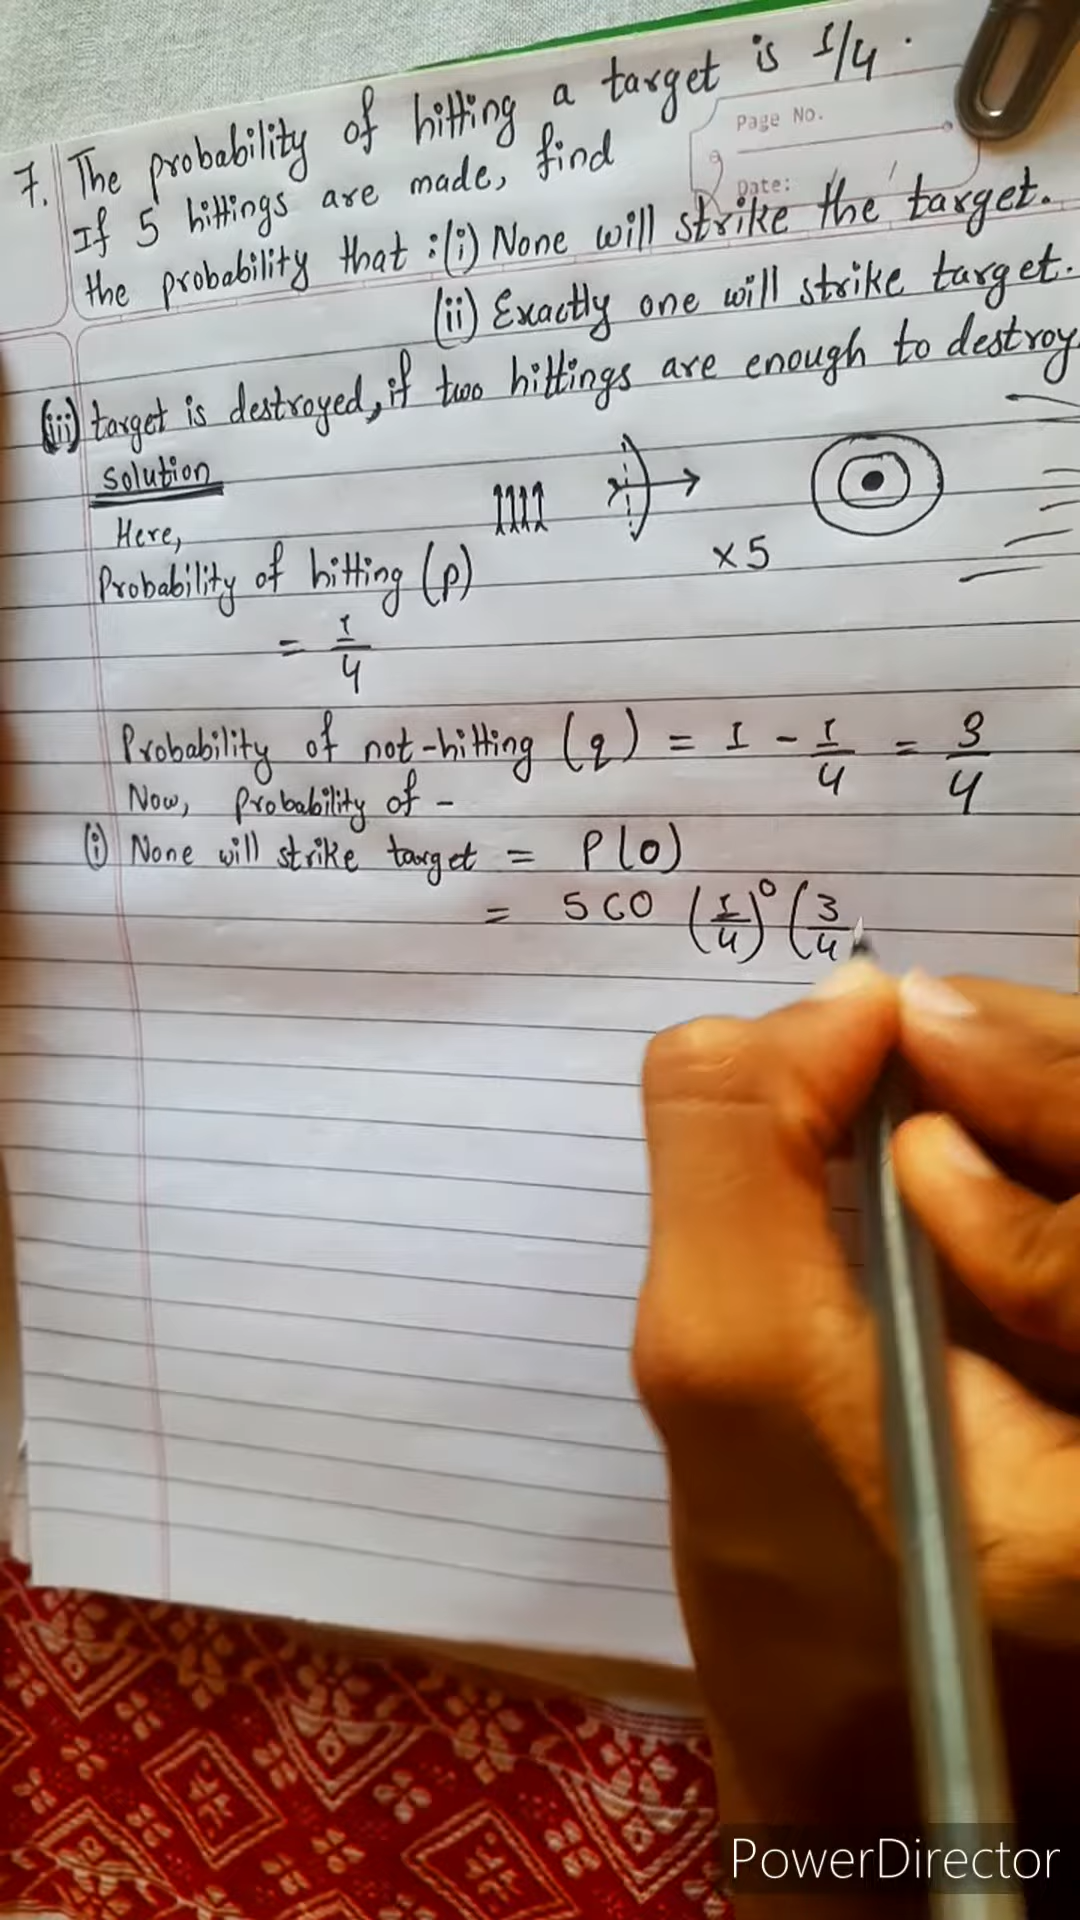 7. The probability of hitting a target is 1/4.
Page No.
If 5 hittings are made, find
Date:
the probability that : (i) None will strike the target.
(ii) Exactly one will strike target.
(iii) target is destroyed, if two hittings are enough to destroy
Solution
Here,
× 5
Probability of hitting (p)
= 1/4
Probability of not-hitting (q) = 1 - 1/4 = 3/4
Now, Probability of -
(i) None will strike target = P(0)
= 5C0 (1/4)^0 (3/4
PowerDirector